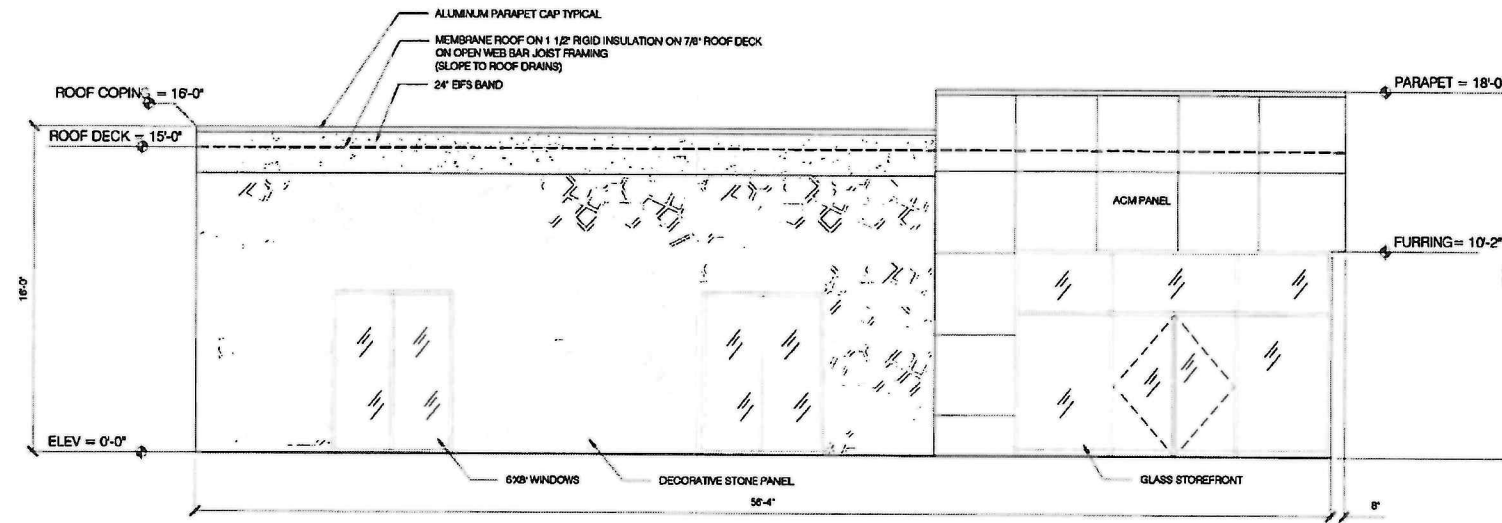 ALUMINUM PARAPET CAP TYPICAL
MEMBRANE ROOF ON 1 1/2" RIGID INSULATION ON 7/8" ROOF DECK
ON OPEN WEB BAR JOIST FRAMING
(SLOPE TO ROOF DRAINS)
24" EIFS BAND
ROOF COPING = 16'-0"
PARAPET = 18'-0
ROOF DECK = 15'-0"
ACM PANEL
FURRING= 10'-2"
16'-0"
ELEV = 0'-0"
6'X8' WINDOWS
DECORATIVE STONE PANEL
GLASS STOREFRONT
56'-4"
8"